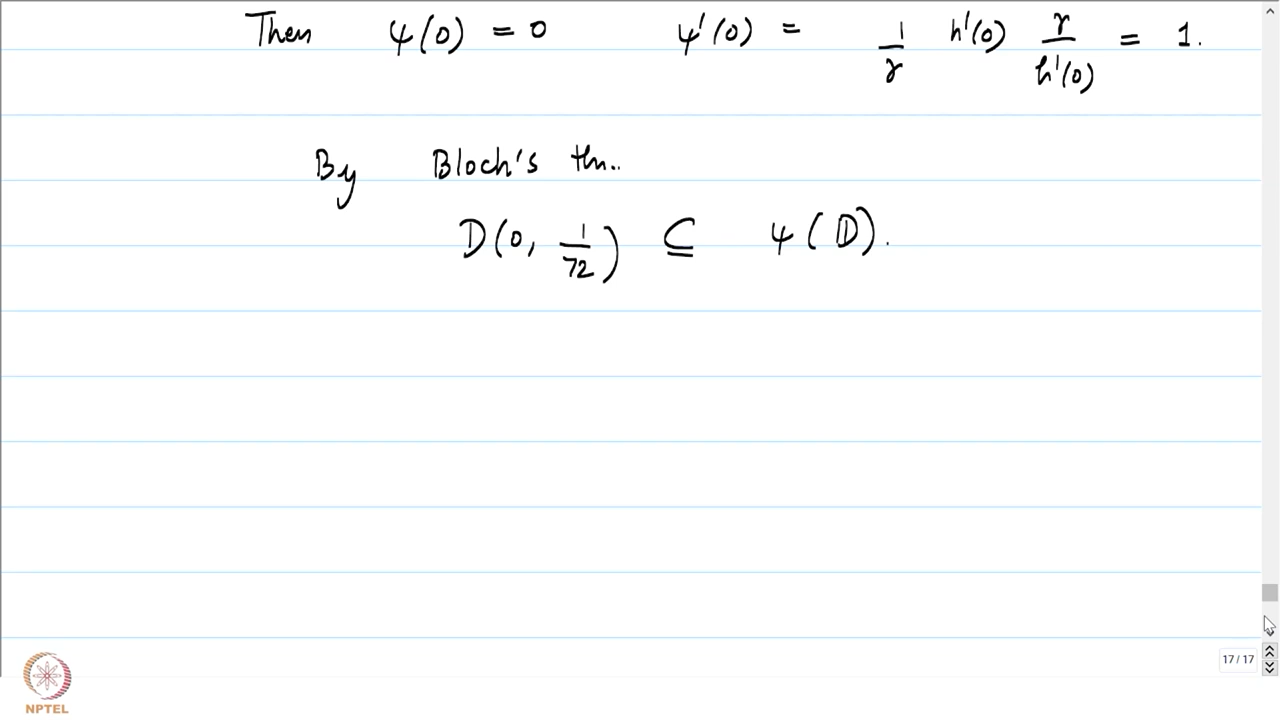 Then ψ(0) = 0 ψ'(0) = 1/r h'(0) r/h'(0) = 1.
By Bloch's thm..
D(0, 1/72) ⊆ ψ(𝔻).
17 / 17
NPTEL